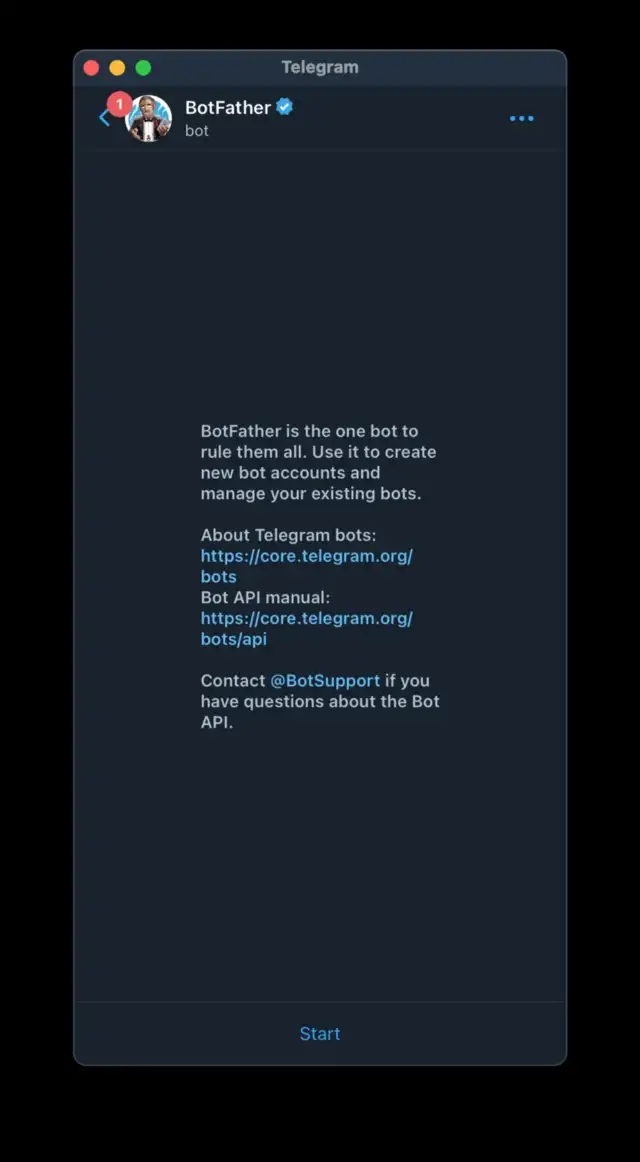 Telegram
1
BotFather
bot
BotFather is the one bot to
rule them all. Use it to create
new bot accounts and
manage your existing bots.
About Telegram bots:
https://core.telegram.org/
bots
Bot API manual:
https://core.telegram.org/
bots/api
Contact @BotSupport if you
have questions about the Bot
API.
Start